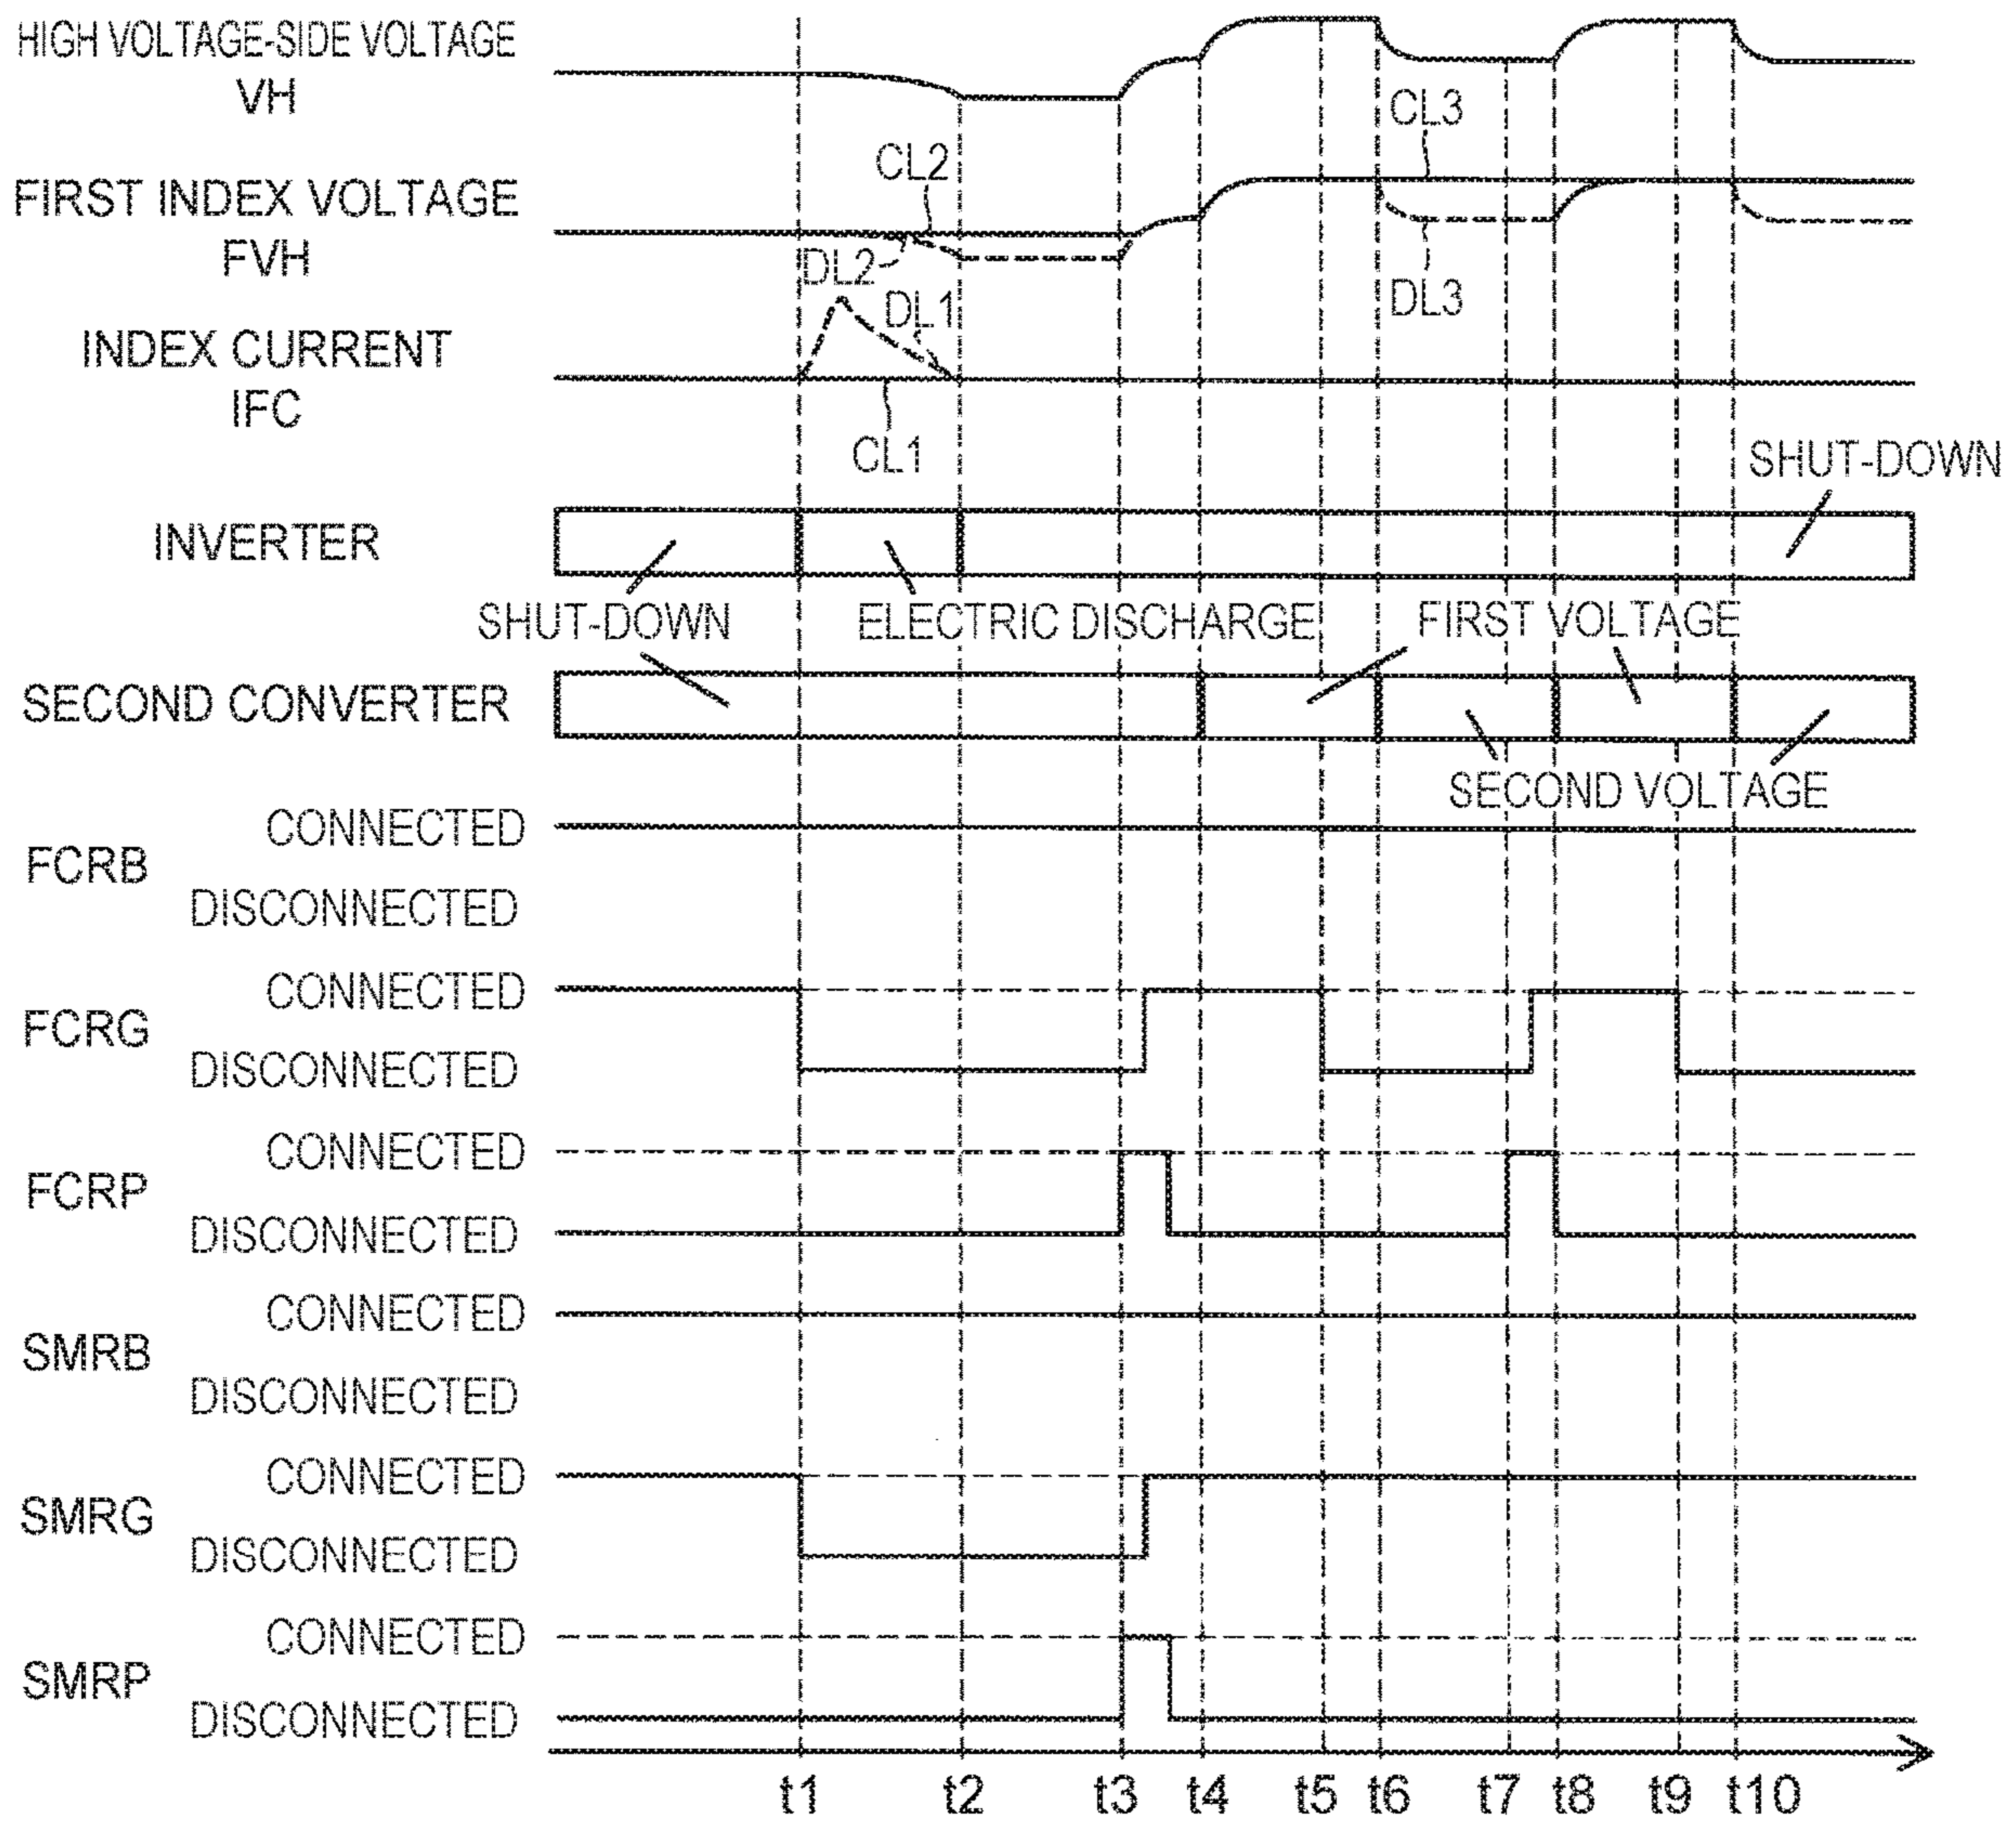 HIGH VOLTAGE-SIDE VOLTAGE
VH
CL3
CL2
FIRST INDEX VOLTAGE
FVH
DL2
DL1
DL3
INDEX CURRENT
IFC
CL1
SHUT-DOWN
INVERTER
SHUT-DOWN
ELECTRIC DISCHARGE
FIRST VOLTAGE
SECOND CONVERTER
SECOND VOLTAGE
CONNECTED
FCRB
DISCONNECTED
CONNECTED
FCRG
DISCONNECTED
CONNECTED
FCRP
DISCONNECTED
CONNECTED
SMRB
DISCONNECTED
CONNECTED
SMRG
DISCONNECTED
CONNECTED
SMRP
DISCONNECTED
t1 t2 t3 t4 t5 t6 t7 t8 t9 t10